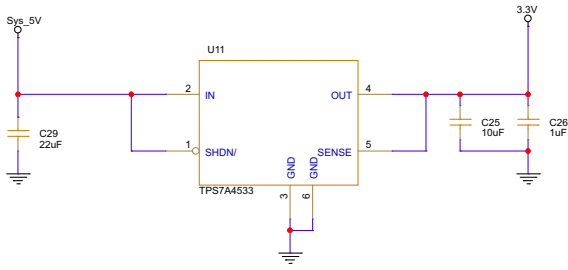 Sys_5V
3.3V
U11
2
IN
OUT
4
C29
22uF
C25
10uF
C26
1uF
1
SHDN/
SENSE
5
GND
GND
TPS7A4533
3
6